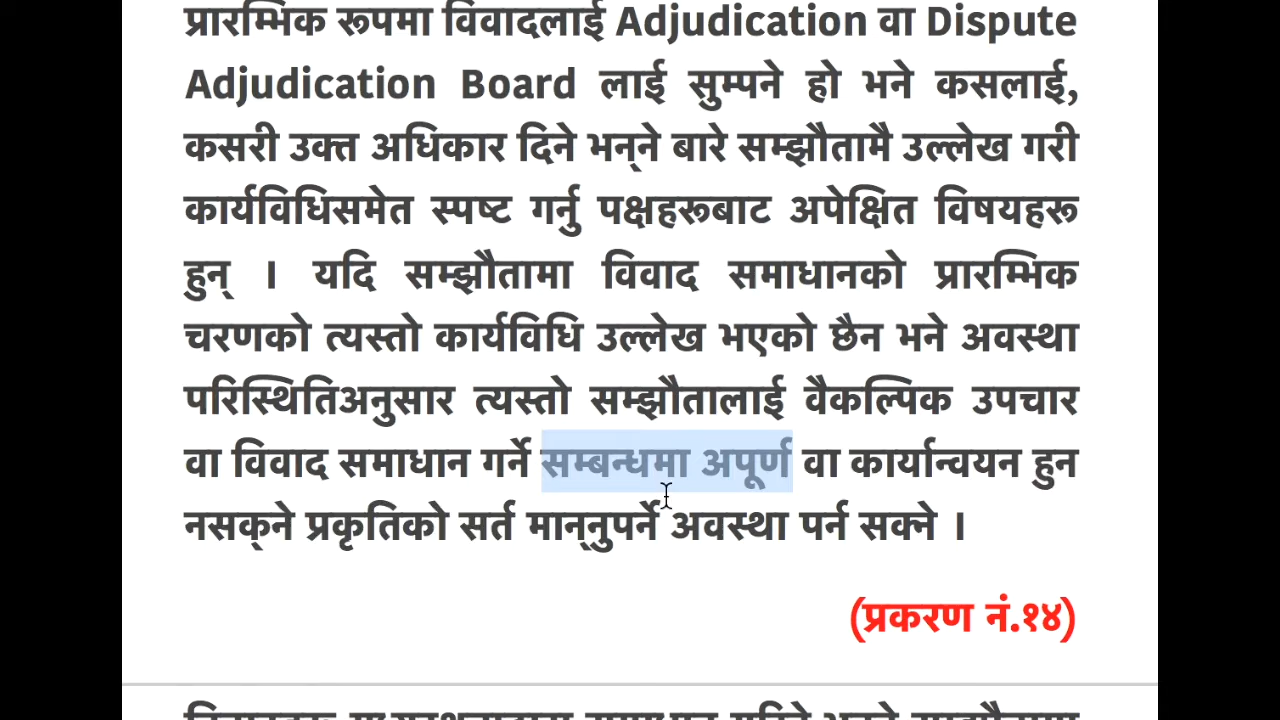 प्रारम्भिक रूपमा विवादलाई Adjudication वा Dispute
Adjudication Board लाई सुम्पने हो भने कसलाई,
कसरी उक्त अधिकार दिने भन्‌ने बारे सम्झौतामै उल्लेख गरी
कार्यविधिसमेत स्पष्ट गर्नु पक्षहरूबाट अपेक्षित विषयहरू
हुन् । यदि सम्झौतामा विवाद समाधानको प्रारम्भिक
चरणको त्यस्तो कार्यविधि उल्लेख भएको छैन भने अवस्था
परिस्थितिअनुसार त्यस्तो सम्झौतालाई वैकल्पिक उपचार
वा विवाद समाधान गर्ने सम्बन्धमा अपूर्ण वा कार्यान्वयन हुन
नसक्‌ने प्रकृतिको सर्त मान्‌नुपर्ने अवस्था पर्न सक्ने ।
(प्रकरण नं.१४)